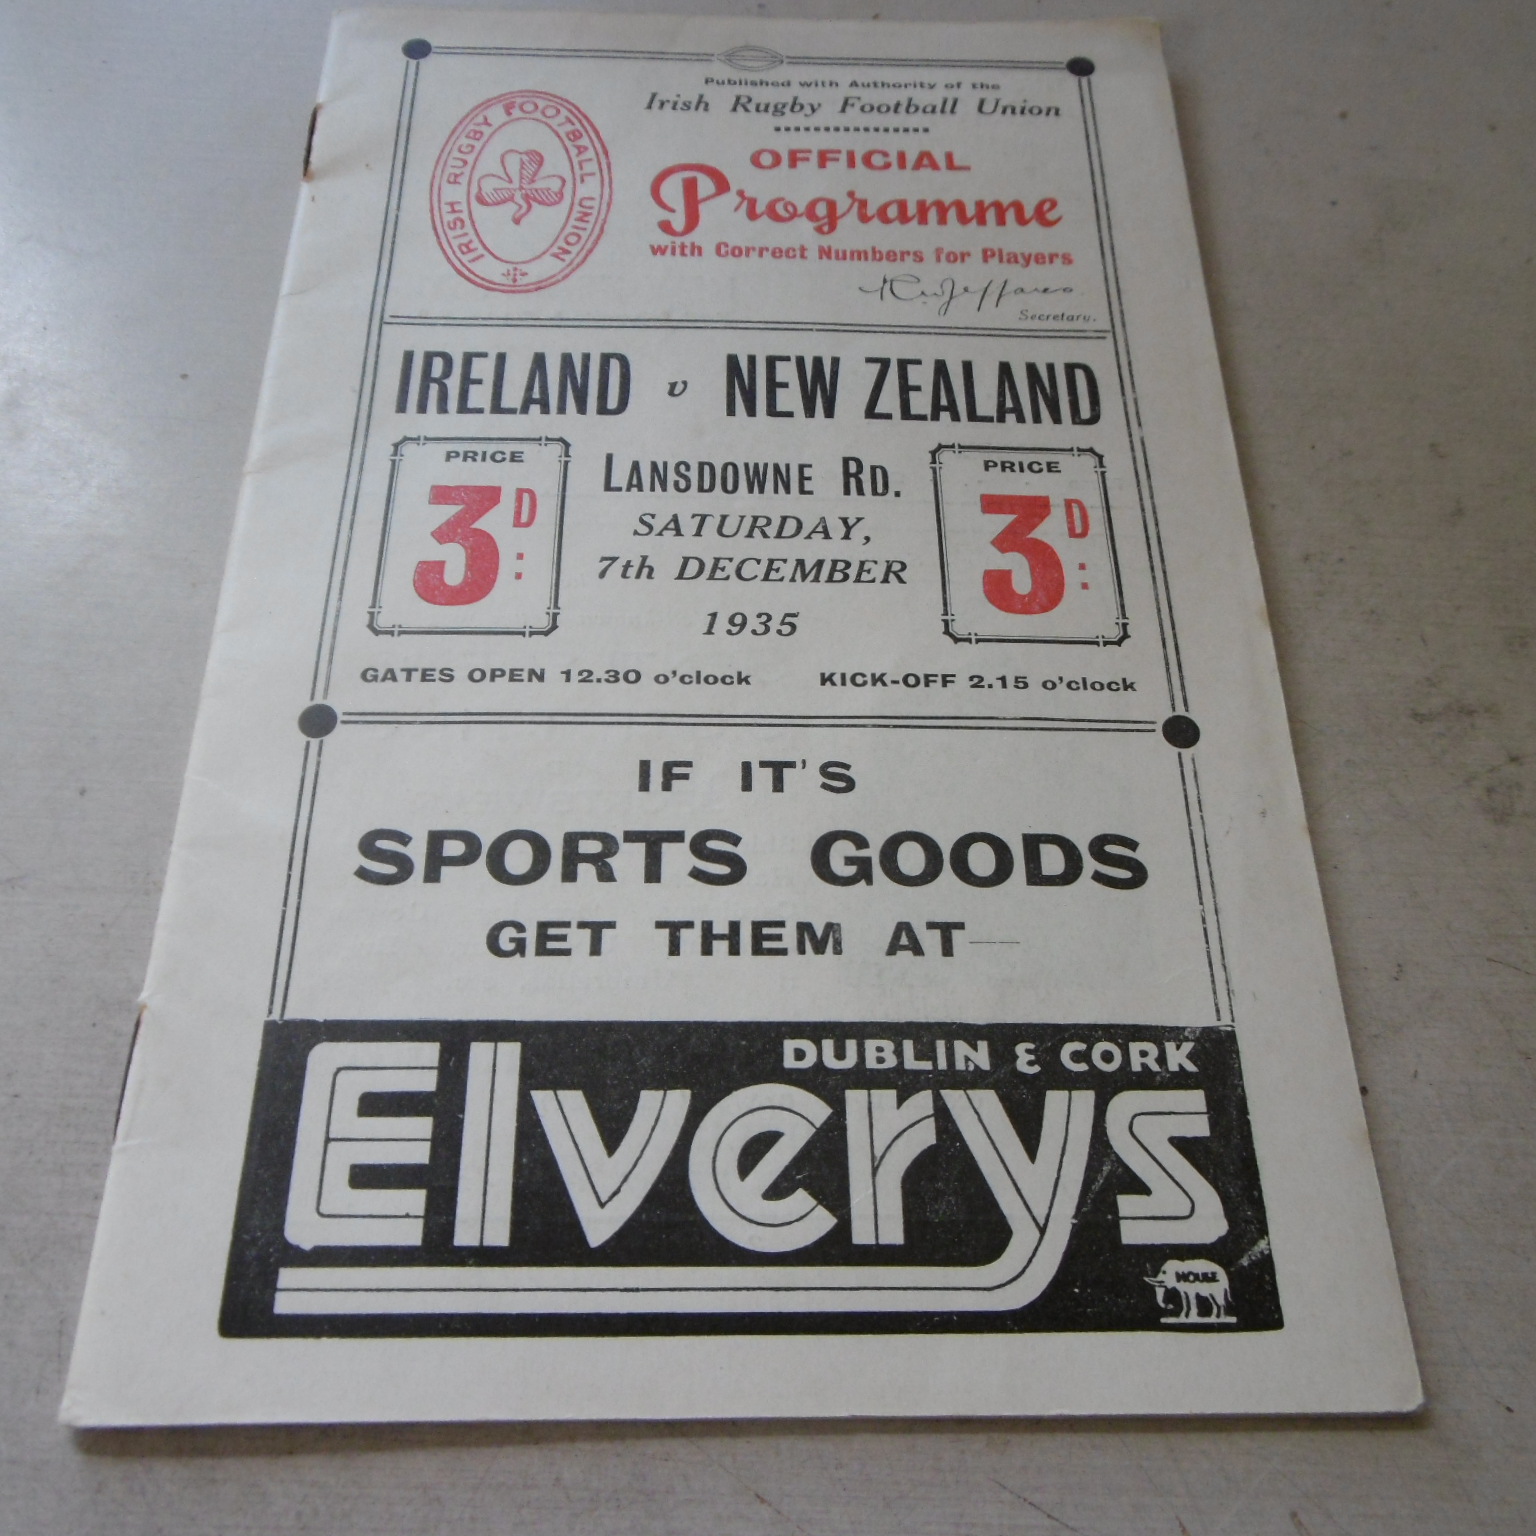 Published with Authority of the
Irish Rugby Football Union
IRISH RUGBY FOOTBALL UNION
OFFICIAL
Programme
with Correct Numbers for Players
Secretary.
IRELAND v NEW ZEALAND
PRICE
3D:
LANSDOWNE RD.
SATURDAY,
7th DECEMBER
1935
PRICE
3D:
GATES OPEN 12.30 o'clock
KICK-OFF 2.15 o'clock
IF IT'S
SPORTS GOODS
GET THEM AT—
DUBLIN & CORK
Elverys
HOUSE